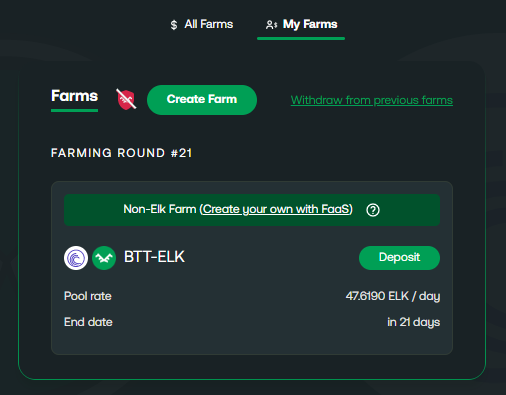 $ All Farms My Farms
Farms Create Farm Withdraw from previous farms
FARMING ROUND #21
Non-Elk Farm (Create your own with FaaS) ?
BTT-ELK Deposit
Pool rate 47.6190 ELK / day
End date in 21 days